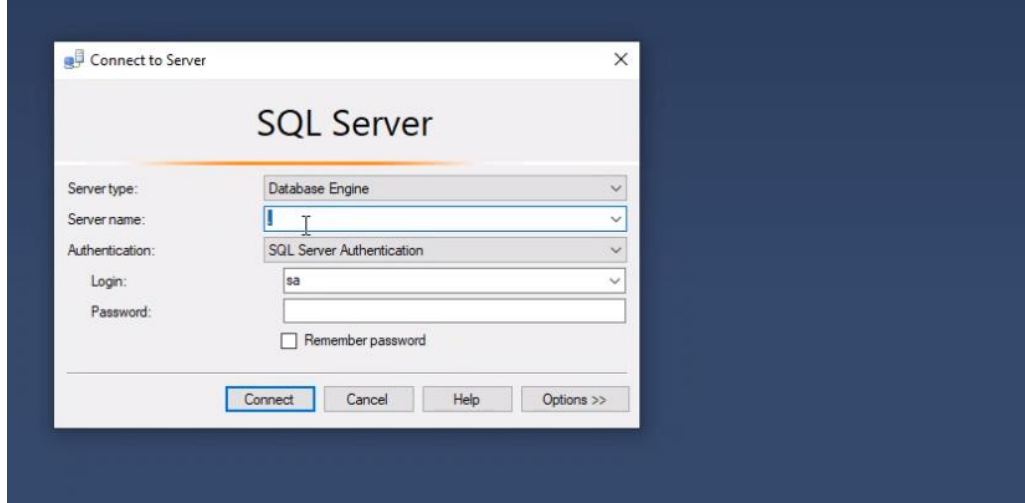 Connect to Server
SQL Server
Server type: Database Engine
Server name: .
Authentication: SQL Server Authentication
Login: sa
Password:
Remember password
Connect Cancel Help Options >>